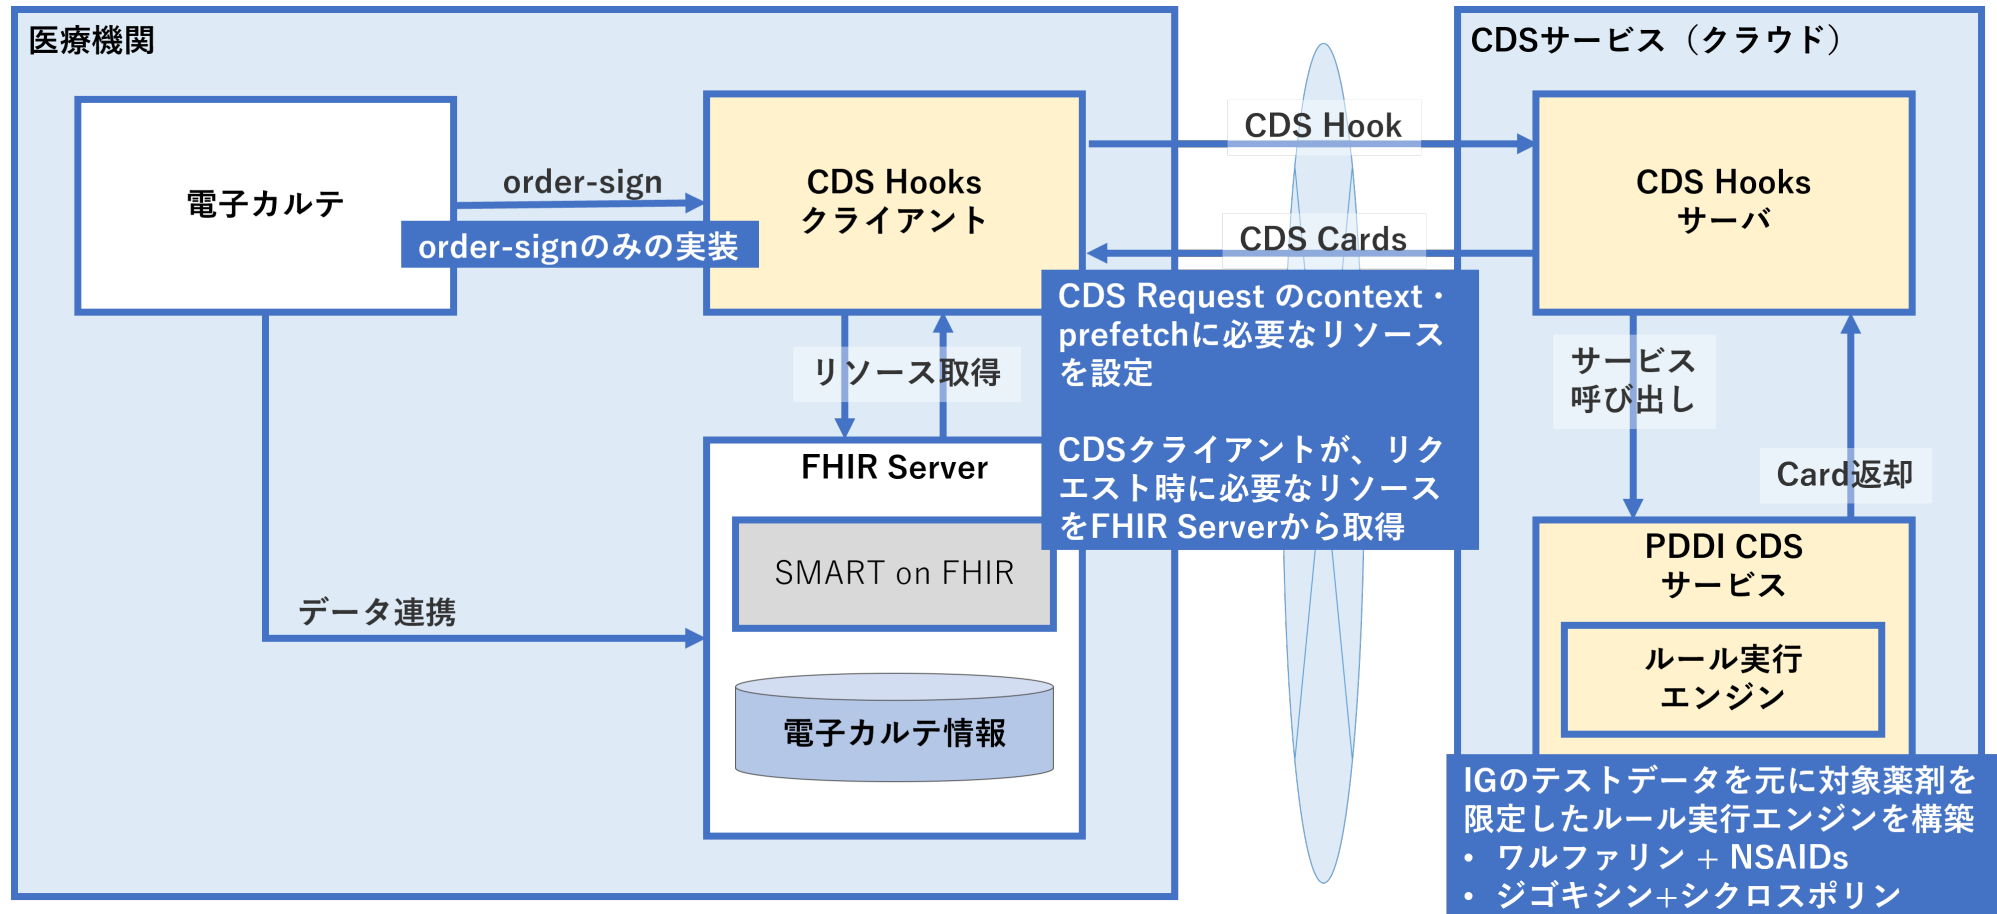 医療機関
電子カルテ
order-sign
order-signのみの実装
CDS Hooks
クライアント
リソース取得
FHIR Server
SMART on FHIR
電子カルテ情報
データ連携
CDS Hook
CDS Cards
CDS Request のcontext・
prefetchに必要なリソース
を設定
CDSクライアントが、リク
エスト時に必要なリソース
をFHIR Serverから取得
CDSサービス（クラウド）
CDS Hooks
サーバ
サービス
呼び出し
Card返却
PDDI CDS
サービス
ルール実行
エンジン
IGのテストデータを元に対象薬剤を
限定したルール実行エンジンを構築
• ワルファリン + NSAIDs
• ジゴキシン+シクロスポリン